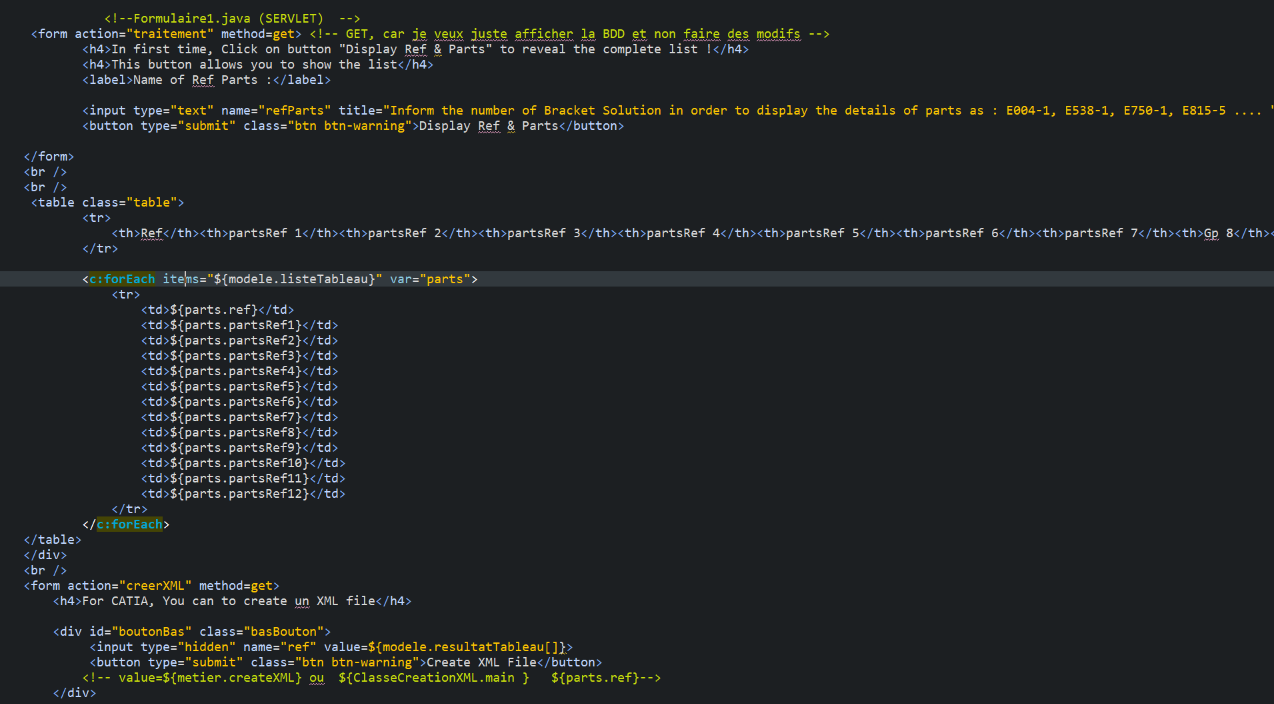 <!--Formulaire1.java (SERVLET)  -->
<form action="traitement" method=get> <!-- GET, car je veux juste afficher la BDD et non faire des modifs -->
<h4>In first time, Click on button "Display Ref & Parts" to reveal the complete list !</h4>
<h4>This button allows you to show the list</h4>
<label>Name of Ref Parts :</label>
<input type="text" name="refParts" title="Inform the number of Bracket Solution in order to display the details of parts as : E004-1, E538-1, E750-1, E815-5 .... "
<button type="submit" class="btn btn-warning">Display Ref & Parts</button>
</form>
<br />
<br />
<table class="table">
<tr>
<th>Ref</th><th>partsRef 1</th><th>partsRef 2</th><th>partsRef 3</th><th>partsRef 4</th><th>partsRef 5</th><th>partsRef 6</th><th>partsRef 7</th><th>Gp 8</th><
</tr>
<c:forEach items="${modele.listeTableau}" var="parts">
<tr>
<td>${parts.ref}</td>
<td>${parts.partsRef1}</td>
<td>${parts.partsRef2}</td>
<td>${parts.partsRef3}</td>
<td>${parts.partsRef4}</td>
<td>${parts.partsRef5}</td>
<td>${parts.partsRef6}</td>
<td>${parts.partsRef7}</td>
<td>${parts.partsRef8}</td>
<td>${parts.partsRef9}</td>
<td>${parts.partsRef10}</td>
<td>${parts.partsRef11}</td>
<td>${parts.partsRef12}</td>
</tr>
</c:forEach>
</table>
</div>
<br />
<form action="creerXML" method=get>
<h4>For CATIA, You can to create un XML file</h4>
<div id="boutonBas" class="basBouton">
<input type="hidden" name="ref" value=${modele.resultatTableau[]}>
<button type="submit" class="btn btn-warning">Create XML File</button>
<!-- value=${metier.createXML} ou  ${ClasseCreationXML.main }   ${parts.ref}-->
</div>